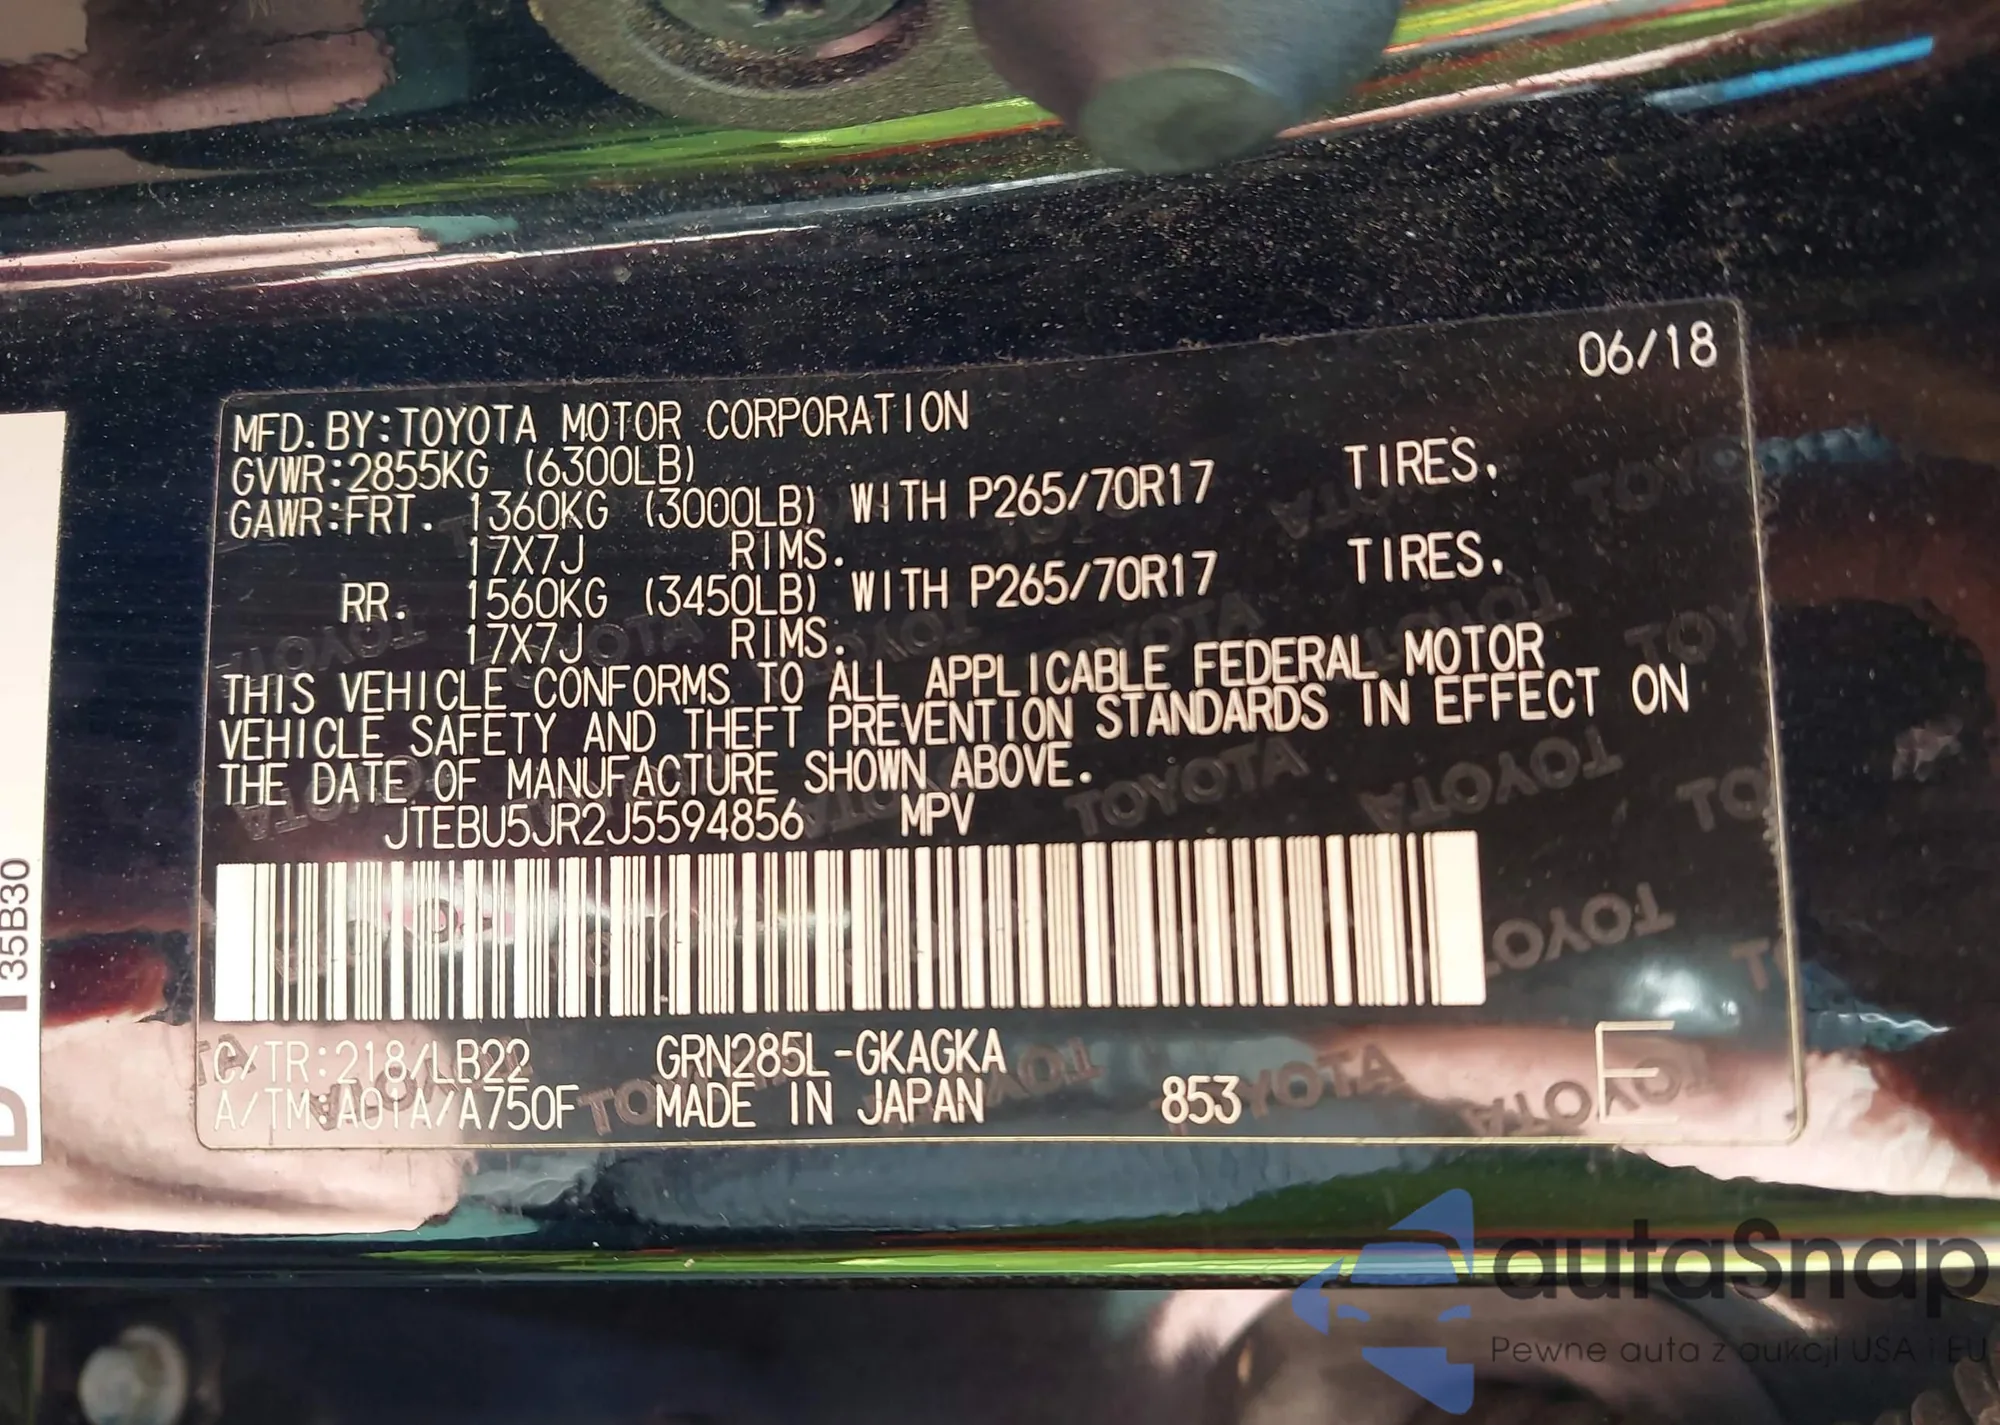 06/18
MFD. BY:TOYOTA MOTOR CORPORATION
GVWR:2855KG (6300LB)
GAWR:FRT. 1360KG (3000LB) WITH P265/70R17 TIRES.
17X7J RIMS.
RR. 1560KG (3450LB) WITH P265/70R17 TIRES.
17X7J RIMS.
THIS VEHICLE CONFORMS TO ALL APPLICABLE FEDERAL MOTOR
VEHICLE SAFETY AND THEFT PREVENTION STANDARDS IN EFFECT ON
THE DATE OF MANUFACTURE SHOWN ABOVE.
JTEBU5JR2J5594856 MPV
C/TR:218/LB22 GRN285L-GKAGKA
A/TM:A01A/A750F MADE IN JAPAN 853 E
35B30
autaSnap
Pewne auta z aukcji USA i EU